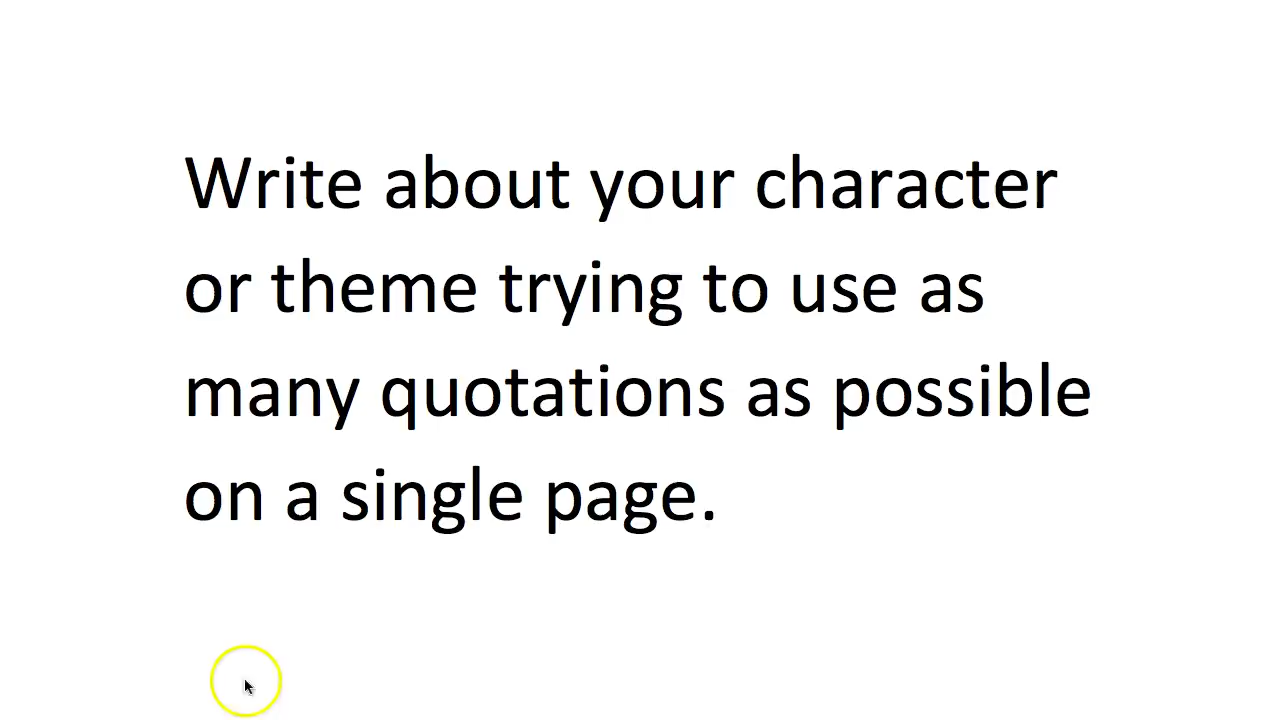 Write about your character
or theme trying to use as
many quotations as possible
on a single page.